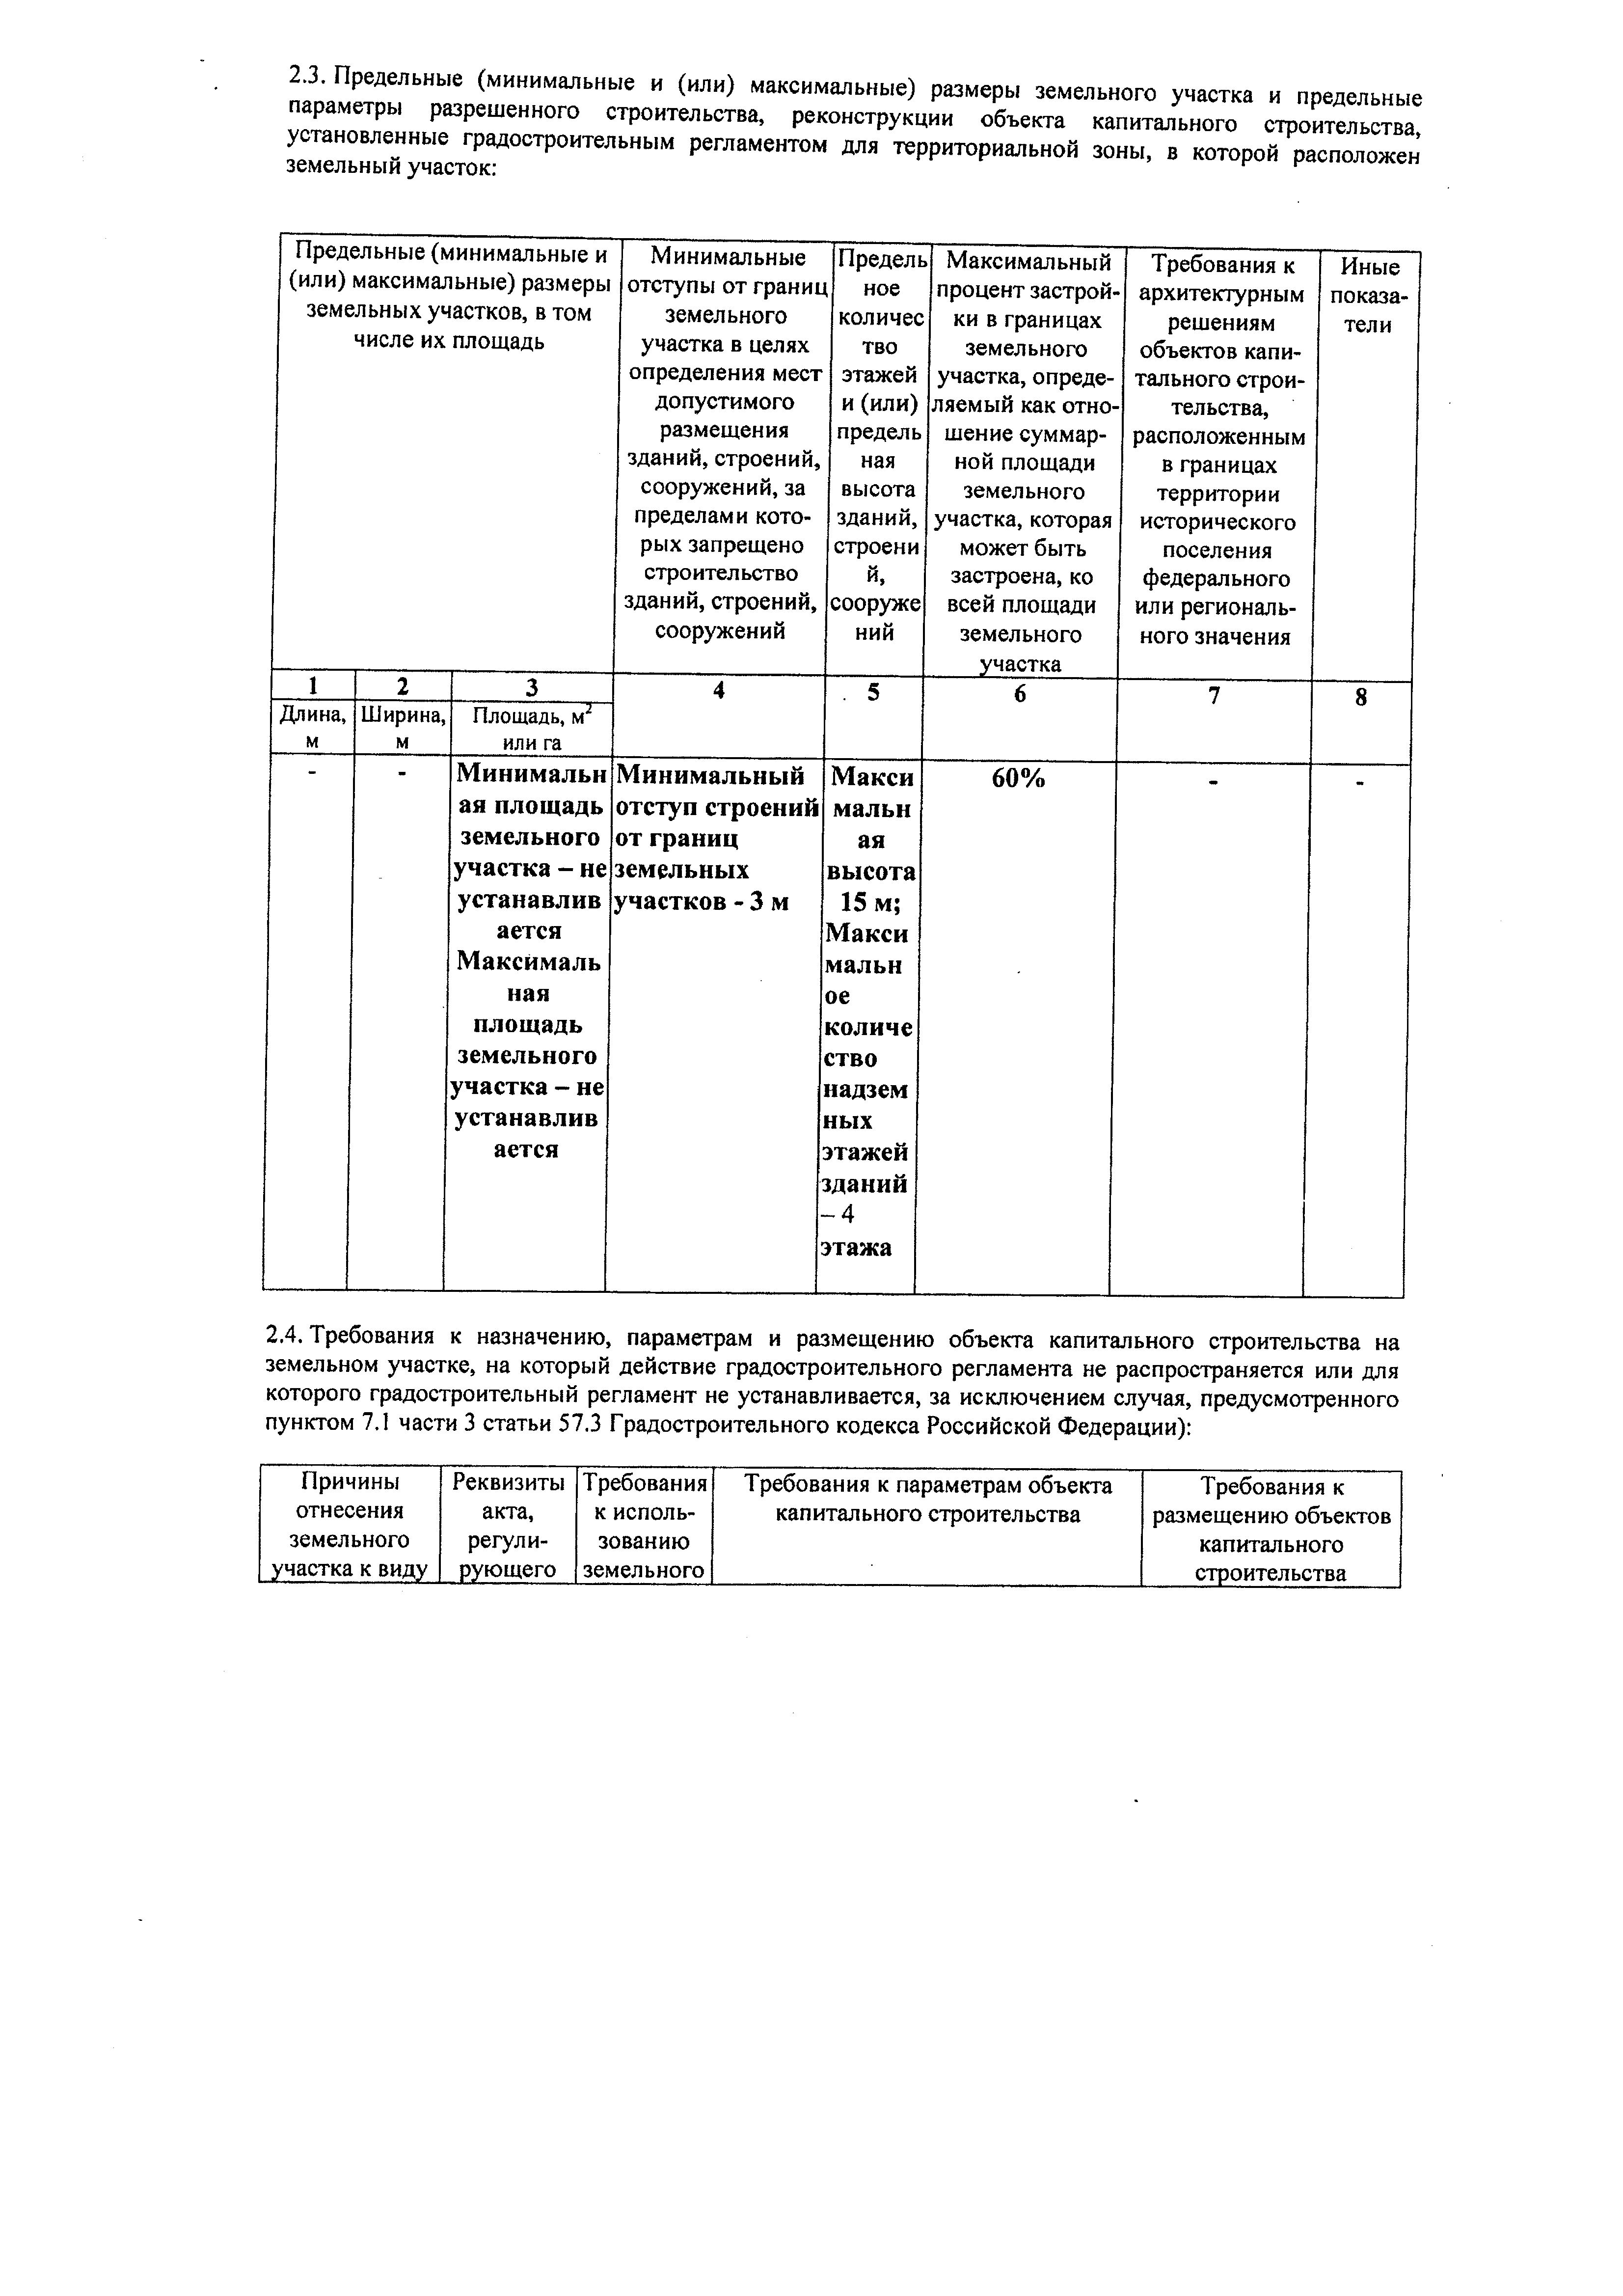 2.3. Предельные (минимальные и (или) максимальные) размеры земельного участка и предельные
параметры разрешенного строительства, реконструкции объекта капитального строительства,
установленные градостроительным регламентом для территориальной зоны, в которой расположен
земельный участок:
Предельные (минимальные и
(или) максимальные) размеры
земельных участков, в том
числе их площадь
Минимальные
отступы от границ
земельного
участка в целях
определения мест
допустимого
размещения
зданий, строений,
сооружений, за
пределами кото-
рых запрещено
строительство
зданий, строений,
сооружений
Предель
ное
количес
тво
этажей
и (или)
предель
ная
высота
зданий,
строени
й,
сооруже
ний
Максимальный
процент застрой-
ки в границах
земельного
участка, опреде-
ляемый как отно-
шение суммар-
ной площади
земельного
участка, которая
может быть
застроена, ко
всей площади
земельного
участка
Требования к
архитектурным
решениям
объектов капи-
тального строи-
тельства,
расположенным
в границах
территории
исторического
поселения
федерального
или региональ-
ного значения
Иные
показа-
тели
1
2
3
4
5
6
7
8
Длина,
м
Ширина,
м
Площадь, м²
или га
-
-
Минимальн
ая площадь
земельного
участка – не
устанавлив
ается
Максималь
ная
площадь
земельного
участка – не
устанавлив
ается
Минимальный
отступ строений
от границ
земельных
участков - 3 м
Макси
мальн
ая
высота
15 м;
Макси
мальн
ое
количе
ство
надзем
ных
этажей
зданий
– 4
этажа
60%
-
-
2.4. Требования к назначению, параметрам и размещению объекта капитального строительства на
земельном участке, на который действие градостроительного регламента не распространяется или для
которого градостроительный регламент не устанавливается, за исключением случая, предусмотренного
пунктом 7.1 части 3 статьи 57.3 Градостроительного кодекса Российской Федерации):
Причины
отнесения
земельного
участка к виду
Реквизиты
акта,
регули-
рующего
Требования
к исполь-
зованию
земельного
Требования к параметрам объекта
капитального строительства
Требования к
размещению объектов
капитального
строительства